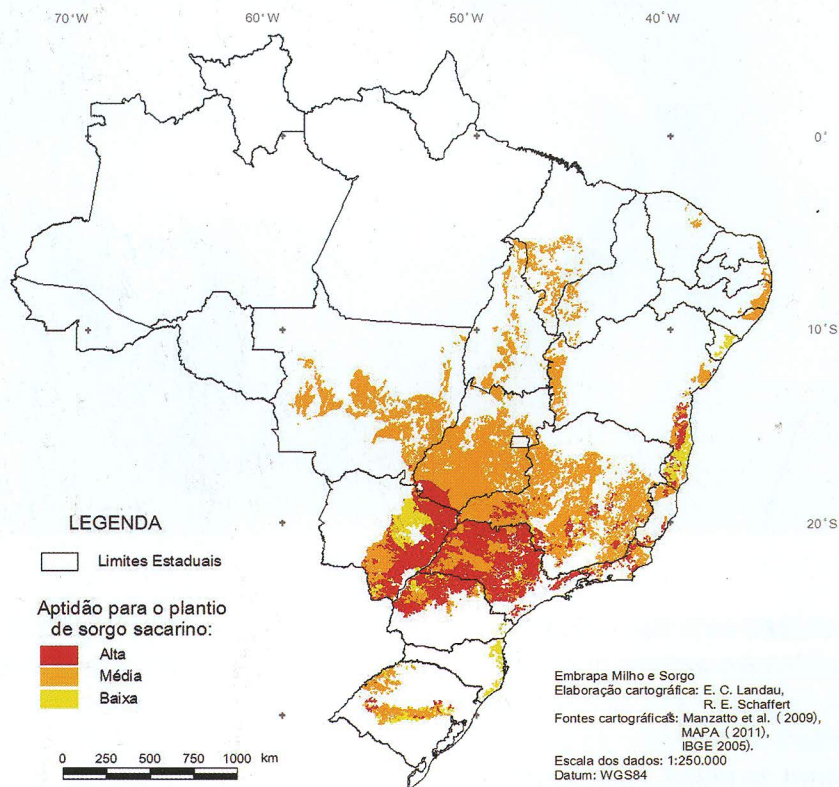 70°W 60°W 50°W 40°W
0°
10°S
20°S
LEGENDA
Limites Estaduais
Aptidão para o plantio
de sorgo sacarino:
Alta
Média
Baixa
0 250 500 750 1000 km
Embrapa Milho e Sorgo
Elaboração cartográfica: E. C. Landau,
R. E. Schaffert
Fontes cartográficas: Manzatto et al. ( 2009),
MAPA ( 2011),
IBGE 2005).
Escala dos dados: 1:250.000
Datum: WGS84